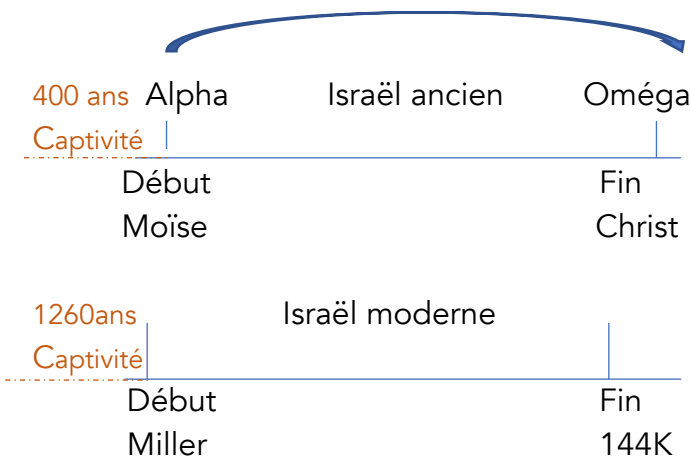 400 ans Alpha Israël ancien Oméga
Captivité
Début Fin
Moïse Christ
1260ans Israël moderne
Captivité
Début Fin
Miller 144K